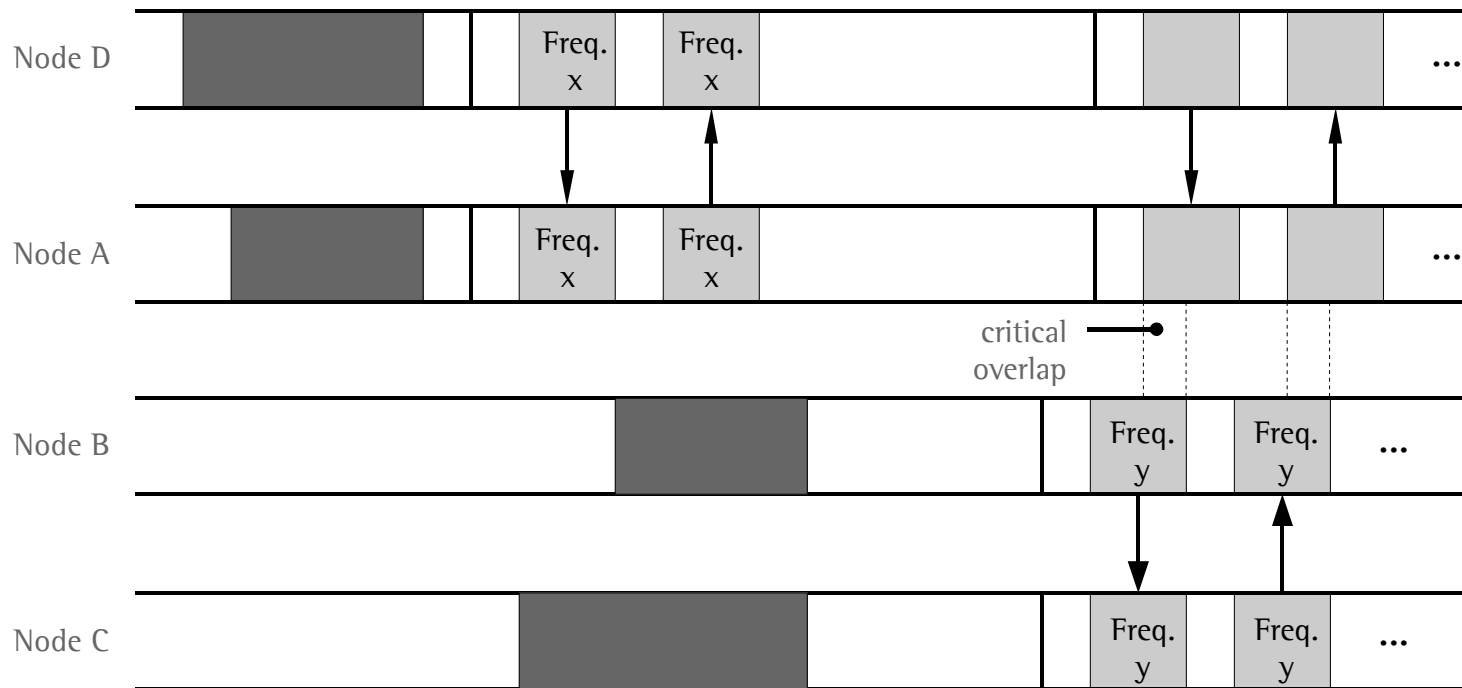 Node D
Freq.
x
Freq.
x
...
Node A
Freq.
x
Freq.
x
...
critical
overlap
Node B
Freq.
y
Freq.
y
...
Node C
Freq.
y
Freq.
y
...